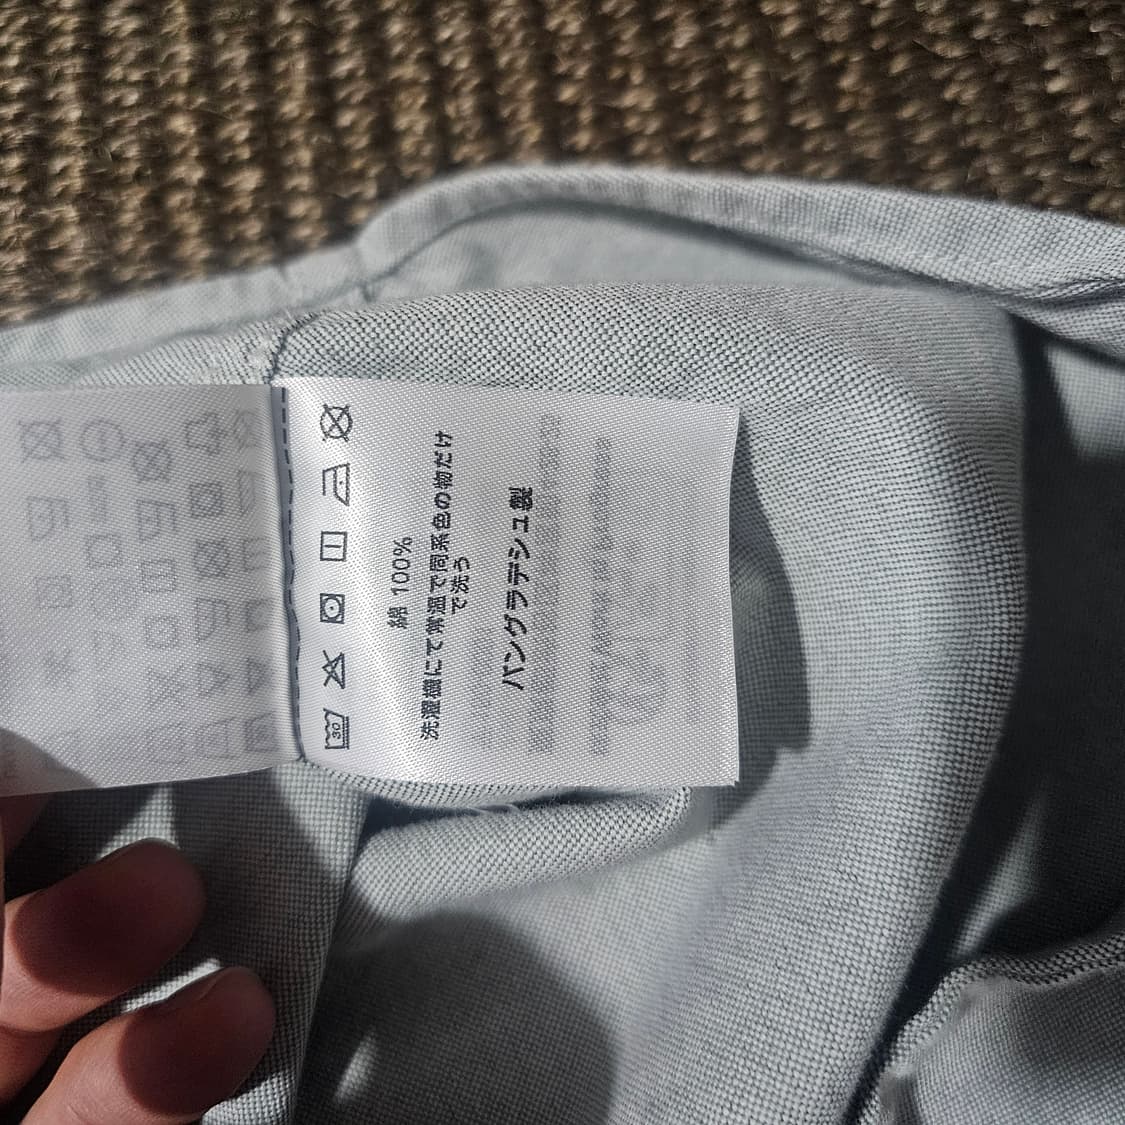 30
綿 100%
洗濯機にて常温で同系色の物だけ
で洗う
バングラデシュ製